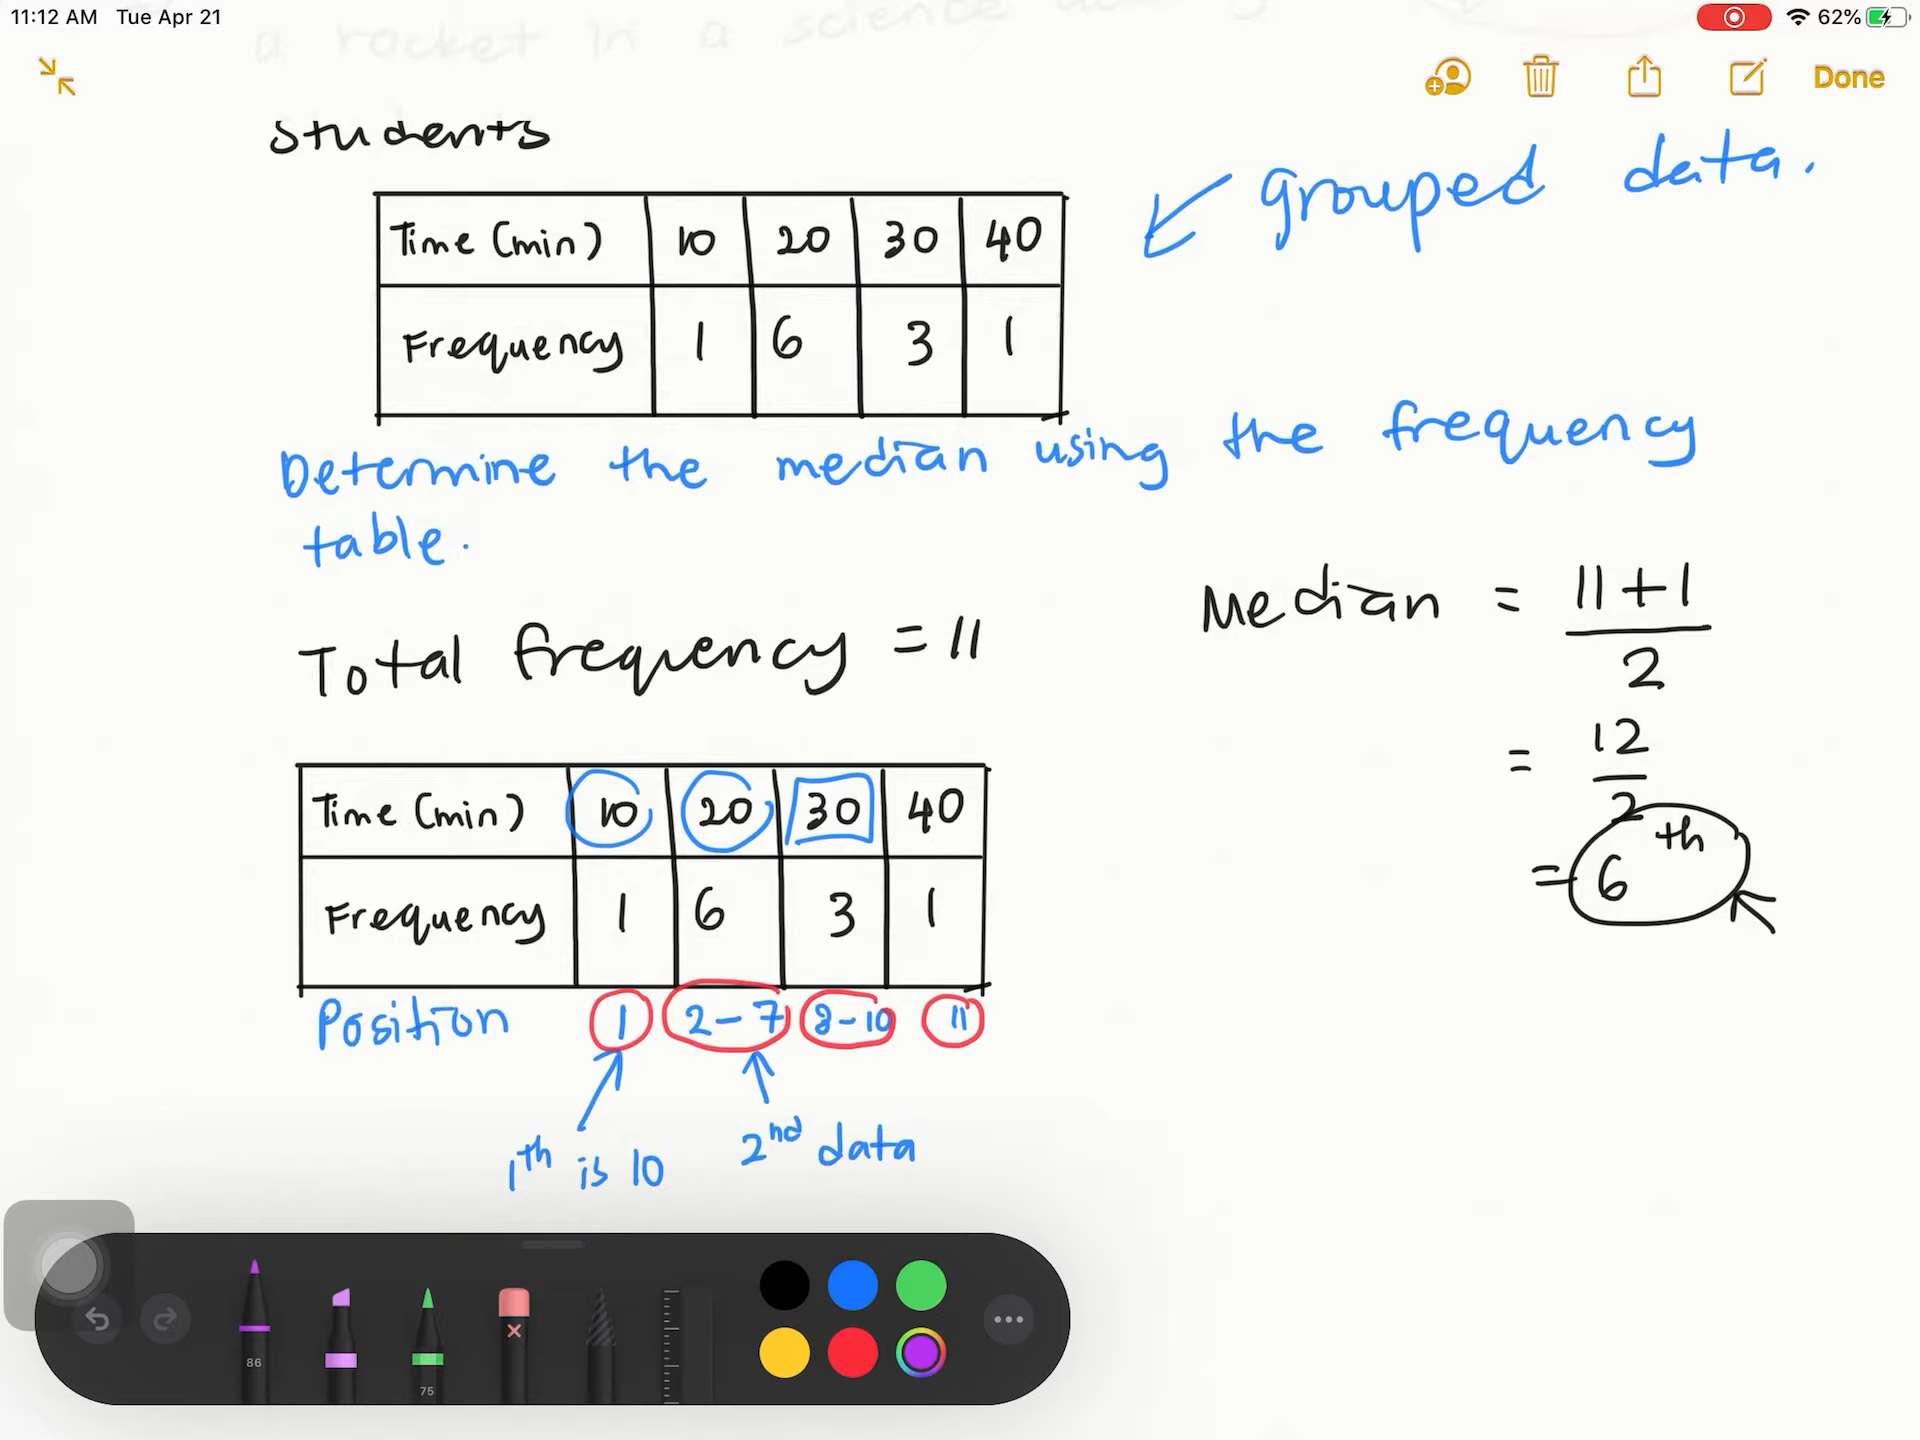 11:12 AM Tue Apr 21
62%
a rocket in a science
Done
students
Time (min) 10 20 30 40
Frequency 1 6 3 1
grouped data.
Determine the median using the frequency
table.
Total frequency = 11
Median = 11 + 1
2
= 12
2
= 6th
Time (min) 10 20 30 40
Frequency 1 6 3 1
Position 1 2 - 7 8 - 10 11
1th is 10
2nd data
86
75